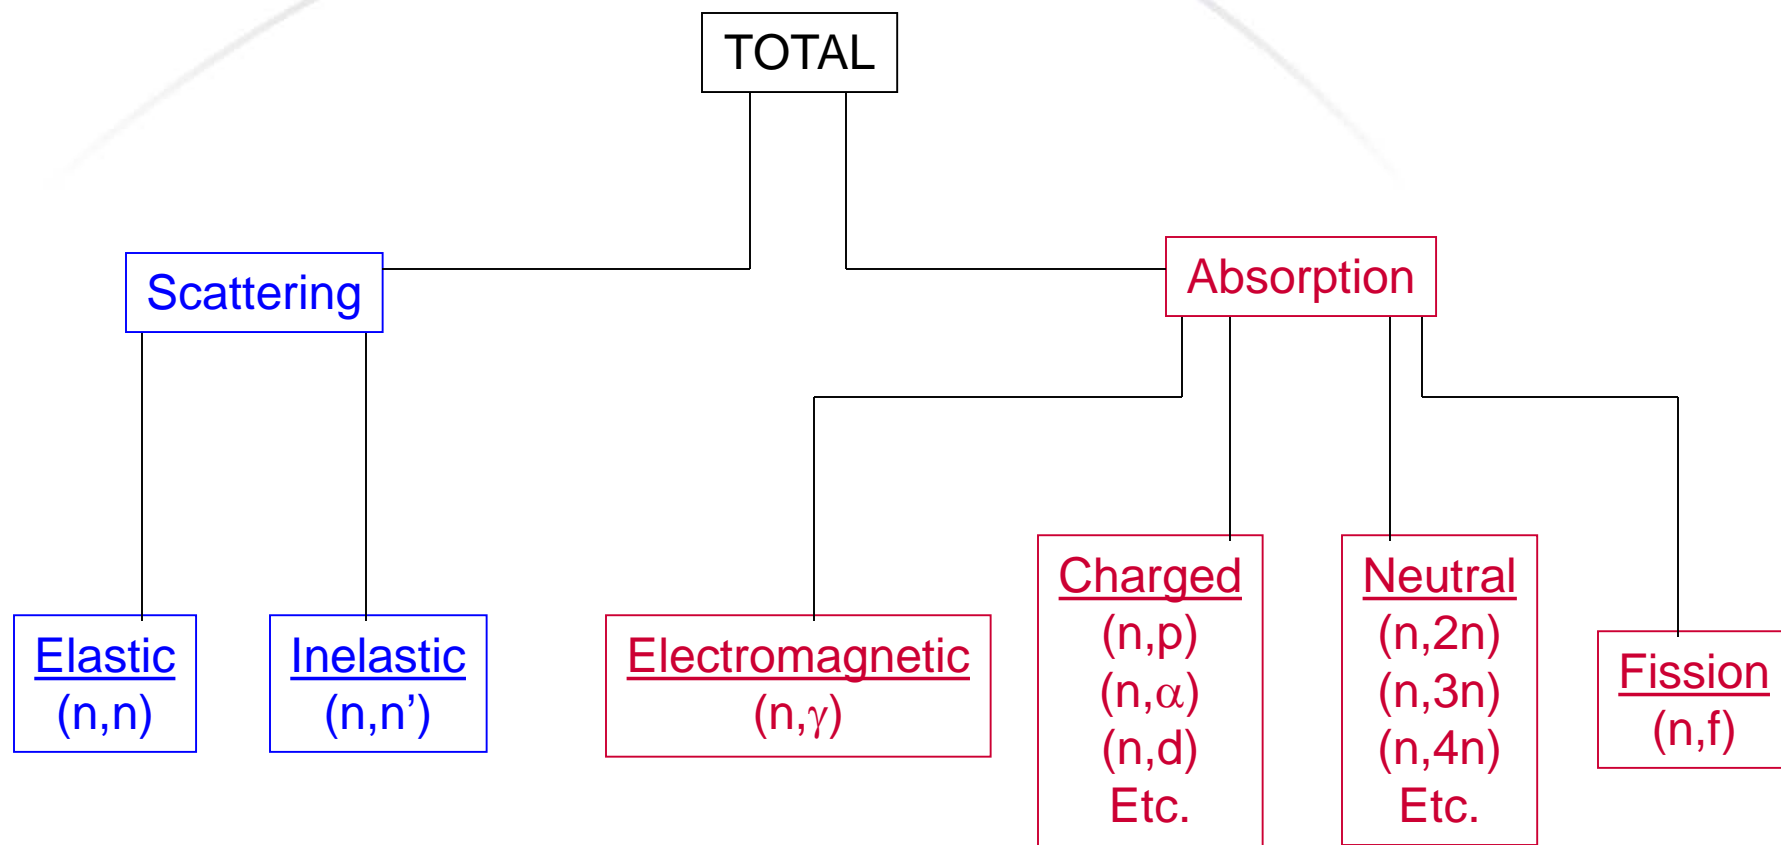 TOTAL
Scattering
Absorption
Elastic
(n,n)
Inelastic
(n,n’)
Electromagnetic
(n,γ)
Charged
(n,p)
(n,α)
(n,d)
Etc.
Neutral
(n,2n)
(n,3n)
(n,4n)
Etc.
Fission
(n,f)